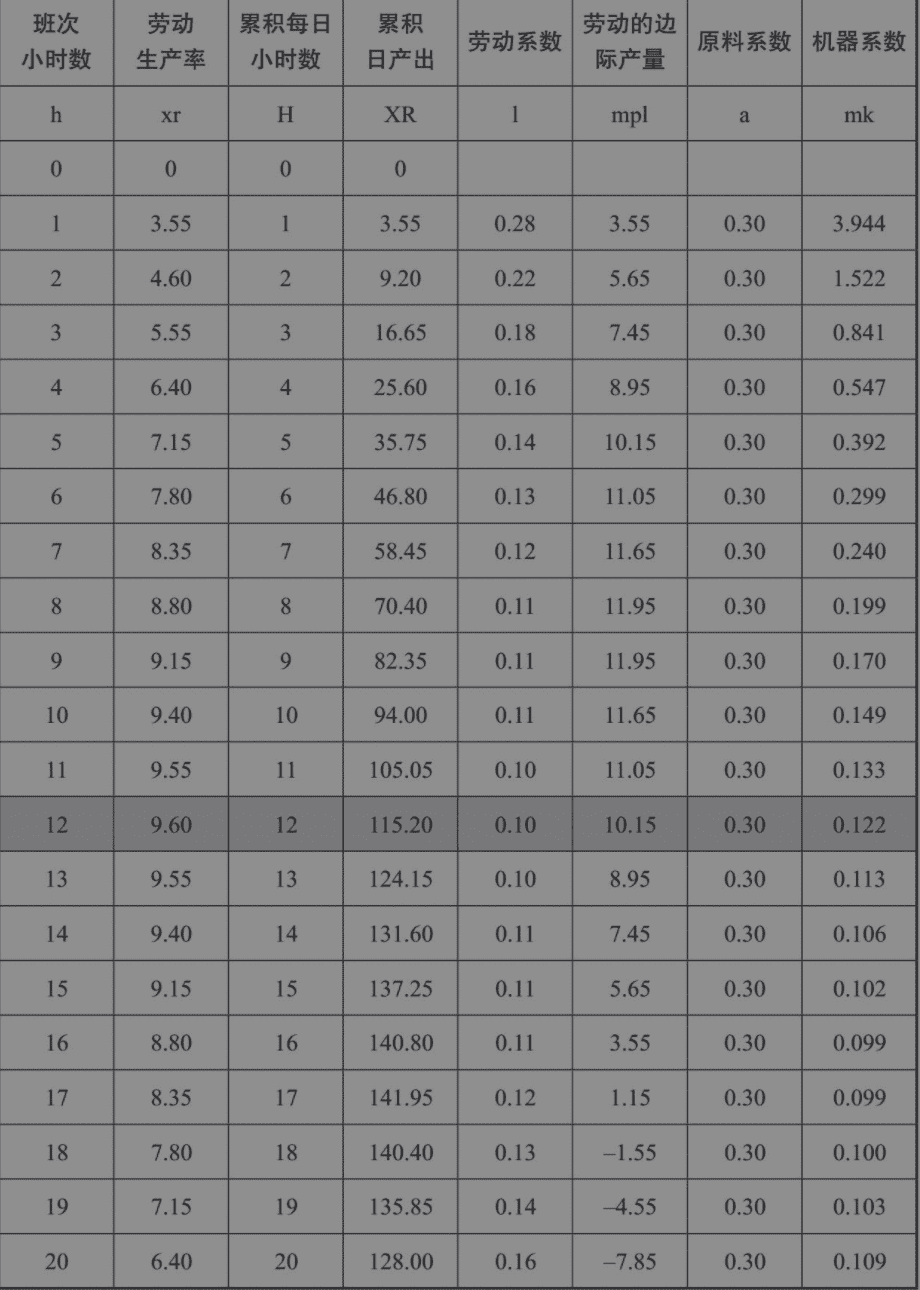 班次小时数 劳动生产率 累积每日小时数 累积日产出 劳动系数 劳动的边际产量 原料系数 机器系数
h xr H XR l mpl a mk
0 0 0 0
1 3.55 1 3.55 0.28 3.55 0.30 3.944
2 4.60 2 9.20 0.22 5.65 0.30 1.522
3 5.55 3 16.65 0.18 7.45 0.30 0.841
4 6.40 4 25.60 0.16 8.95 0.30 0.547
5 7.15 5 35.75 0.14 10.15 0.30 0.392
6 7.80 6 46.80 0.13 11.05 0.30 0.299
7 8.35 7 58.45 0.12 11.65 0.30 0.240
8 8.80 8 70.40 0.11 11.95 0.30 0.199
9 9.15 9 82.35 0.11 11.95 0.30 0.170
10 9.40 10 94.00 0.11 11.65 0.30 0.149
11 9.55 11 105.05 0.10 11.05 0.30 0.133
12 9.60 12 115.20 0.10 10.15 0.30 0.122
13 9.55 13 124.15 0.10 8.95 0.30 0.113
14 9.40 14 131.60 0.11 7.45 0.30 0.106
15 9.15 15 137.25 0.11 5.65 0.30 0.102
16 8.80 16 140.80 0.11 3.55 0.30 0.099
17 8.35 17 141.95 0.12 1.15 0.30 0.099
18 7.80 18 140.40 0.13 –1.55 0.30 0.100
19 7.15 19 135.85 0.14 –4.55 0.30 0.103
20 6.40 20 128.00 0.16 –7.85 0.30 0.109